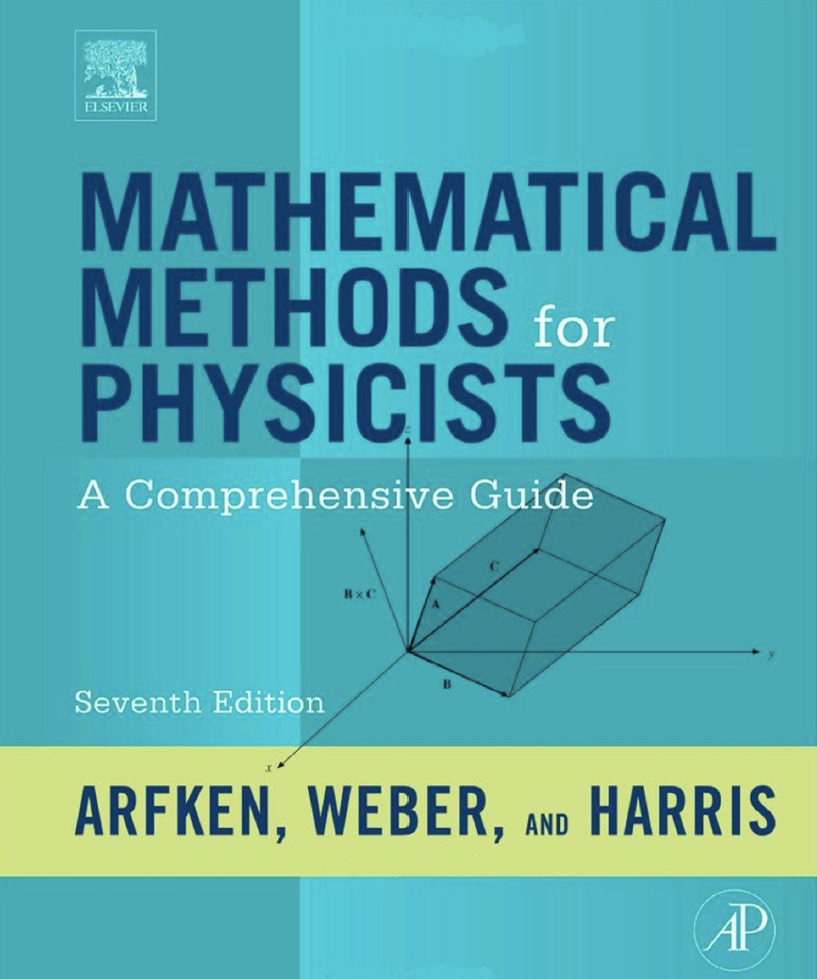 ELSEVIER
MATHEMATICAL
METHODS for
PHYSICISTS
A Comprehensive Guide
z
C
B × C
A
y
B
Seventh Edition
x
ARFKEN, WEBER, AND HARRIS
AP